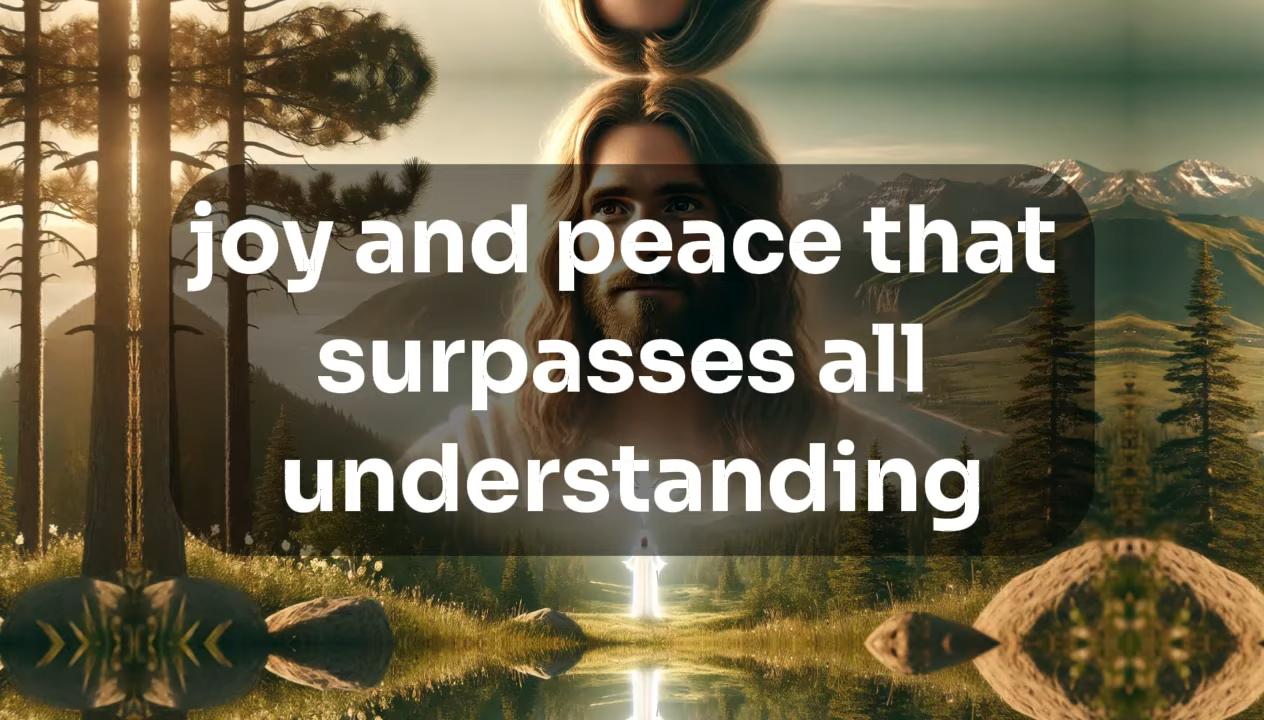 joy and peace that
surpasses all
understanding